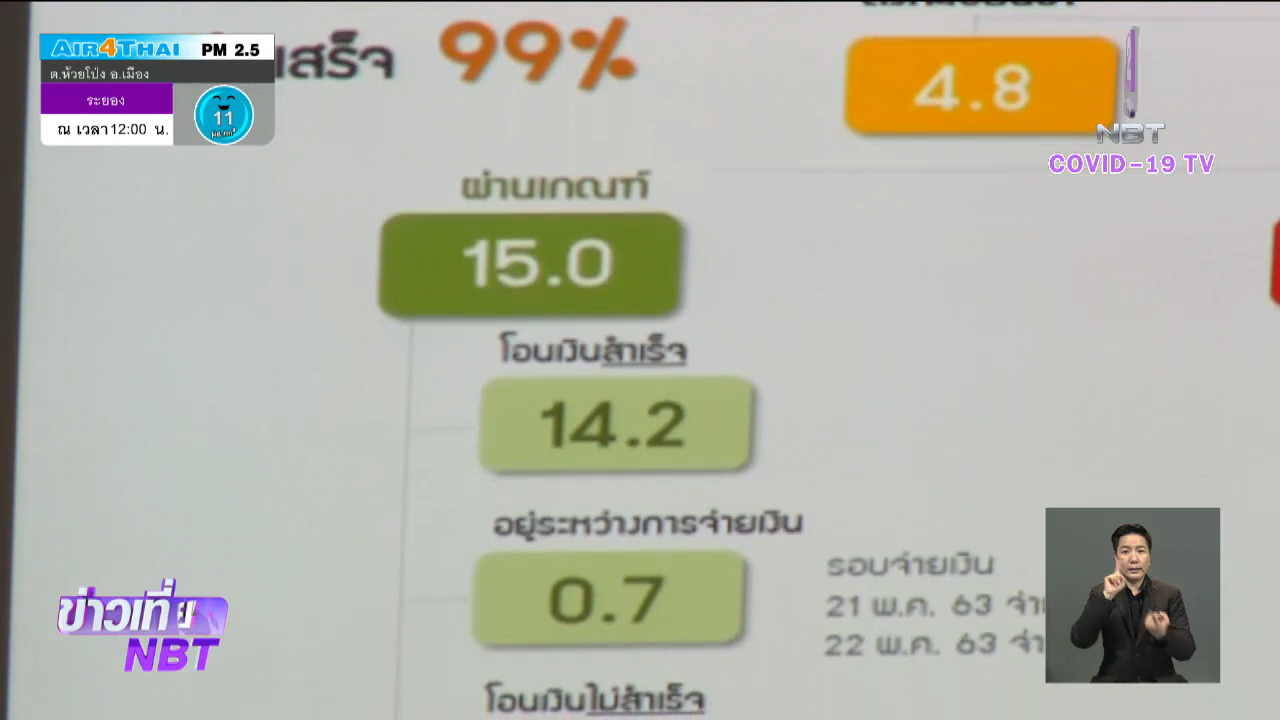 AIR4THAI PM 2.5
ต.ห้วยโป่ง อ.เมือง
ระยอง
ณ เวลา 12:00 น.
11
µg/m³
เสร็จ 99%
4.8
NBT
COVID-19 TV
ผ่านเกณฑ์
15.0
โอนเงินสำเร็จ
14.2
อยู่ระหว่างการจ่ายเงิน
0.7
รอบจ่ายเงิน
21 พ.ค. 63 จ่า
22 พ.ค. 63 จ่า
โอนเงินไม่สำเร็จ
ข่าวเที่ยง
NBT